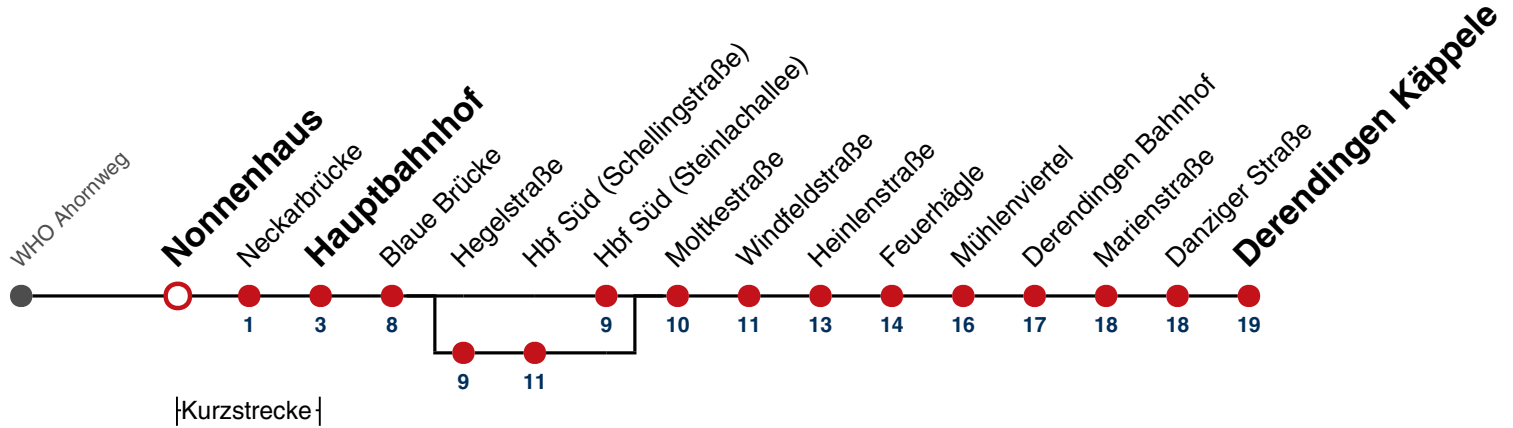 WHO Ahornweg
Nonnenhaus
Neckarbrücke
Hauptbahnhof
Blaue Brücke
Hegelstraße
Hbf Süd (Schellingstraße)
Hbf Süd (Steinlachallee)
Moltkestraße
Windfeldstraße
Heinlenstraße
Feuerhägle
Mühlenviertel
Derendingen Bahnhof
Marienstraße
Danziger Straße
Derendingen Käppele
1
3
8
9
10
11
13
14
16
17
18
18
19
9
11
Kurzstrecke